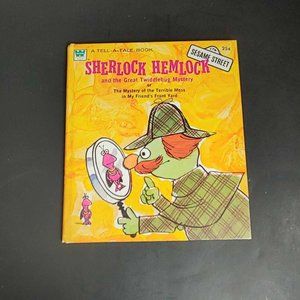 A TELL-A-TALE BOOK
25¢
SESAME STREET
SHERLOCK HEMLOCK
and the Great Twiddlebug Mystery
or
The Mystery of the Terrible Mess
in My Friend's Front Yard